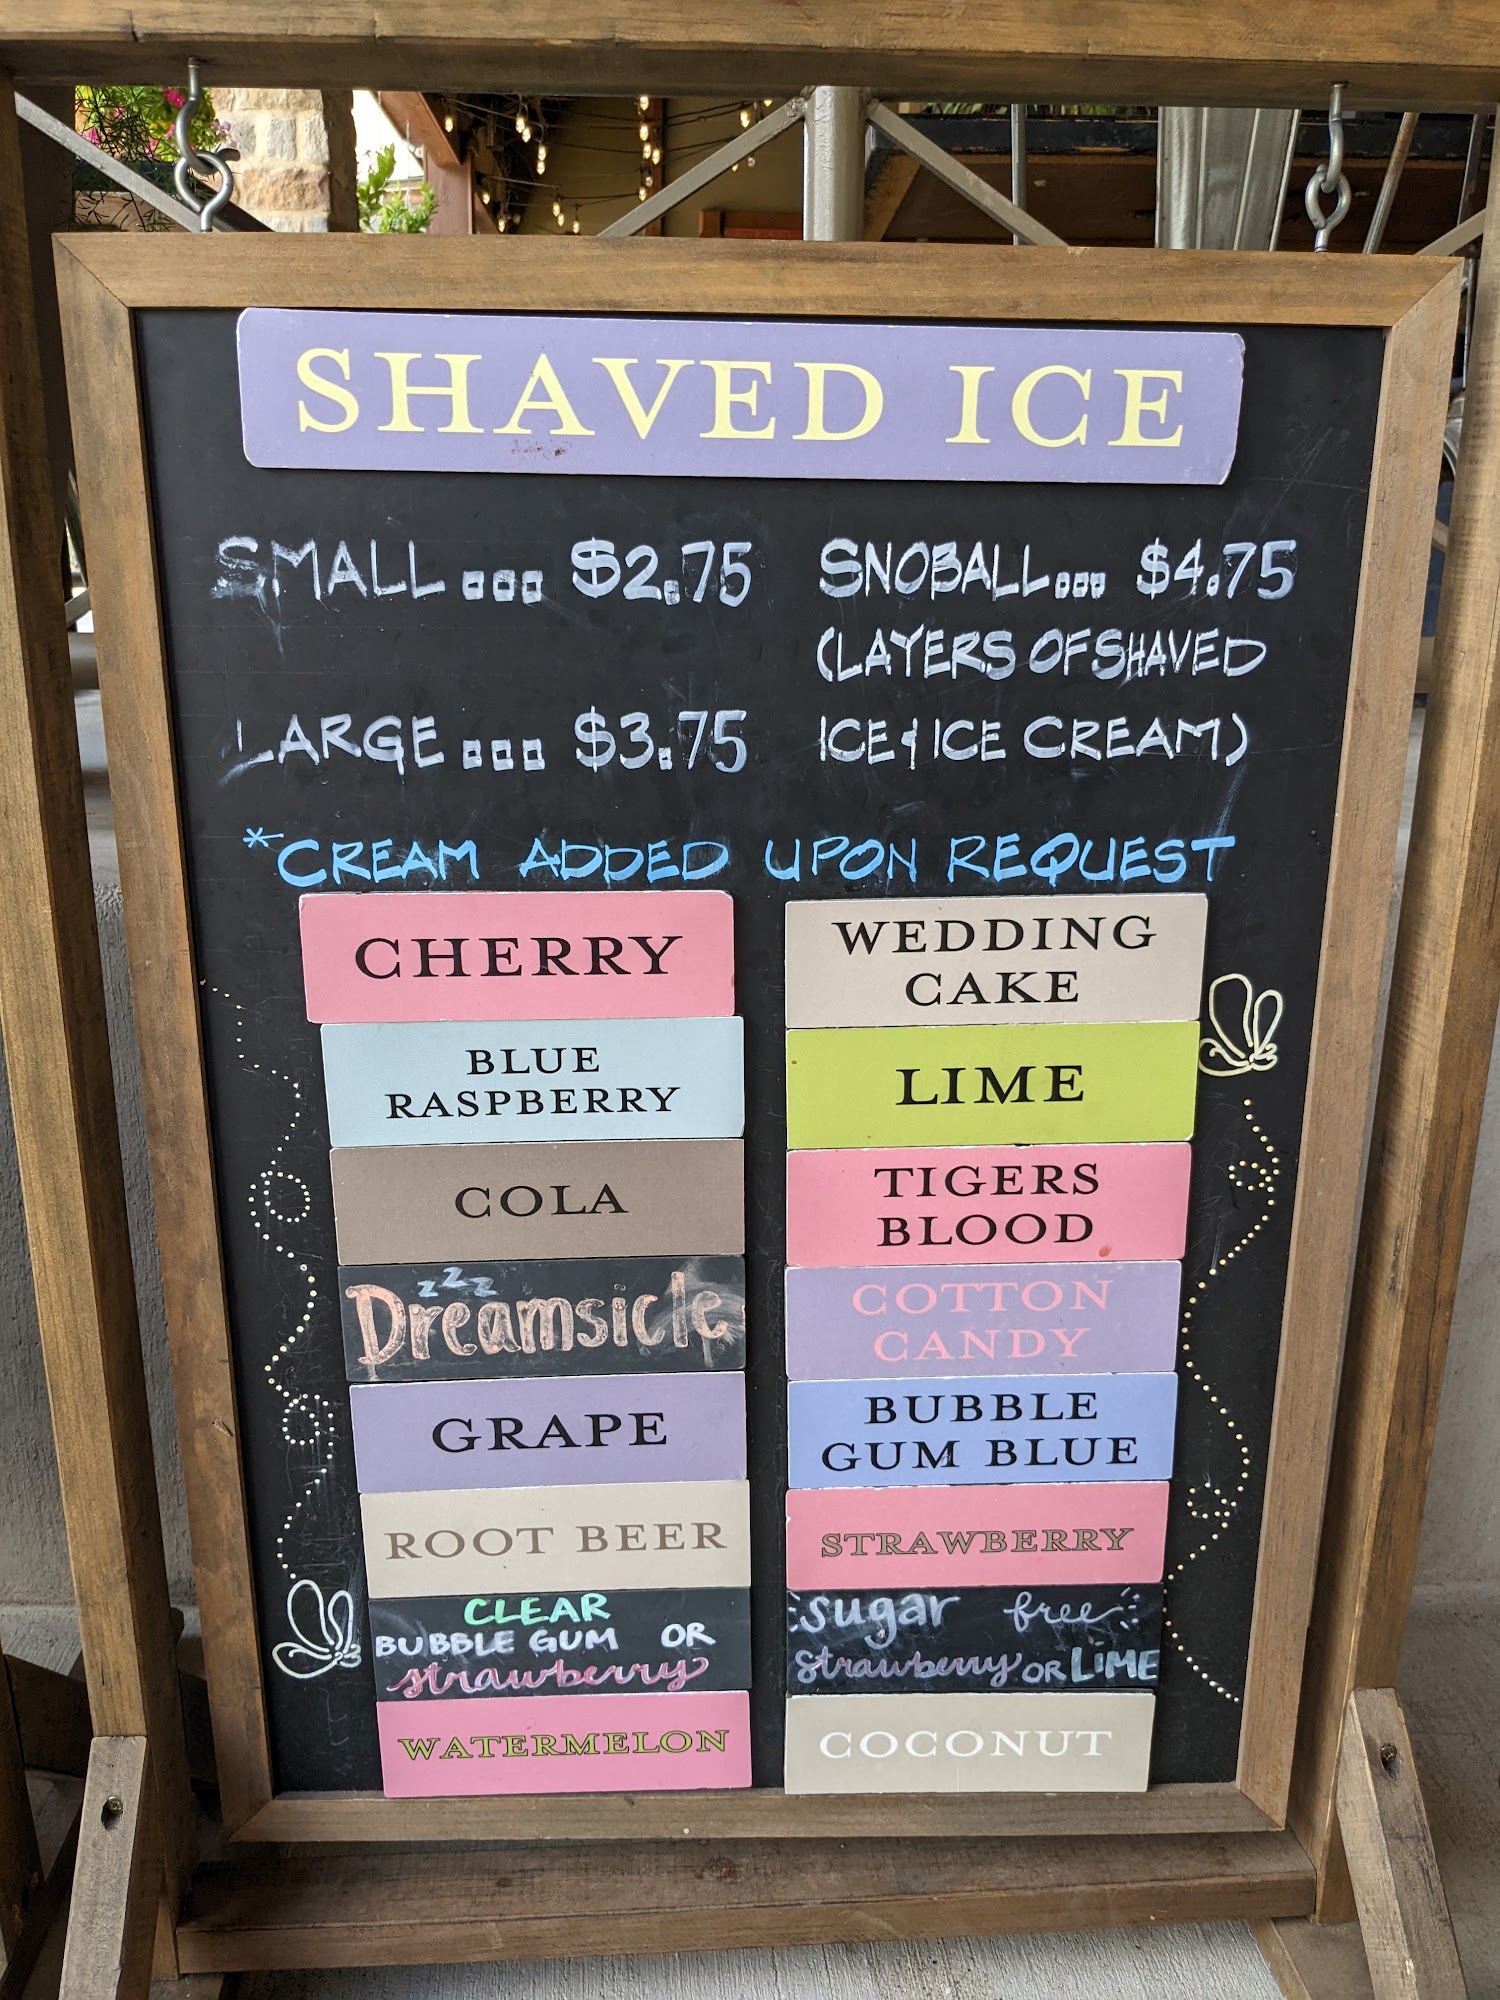 SHAVED ICE
SMALL... $2.75
LARGE... $3.75
SNOBALL... $4.75
(LAYERS OF SHAVED
ICE & ICE CREAM)
*CREAM ADDED UPON REQUEST
CHERRY
BLUE
RASPBERRY
COLA
zzz
Dreamsicle
GRAPE
ROOT BEER
CLEAR
BUBBLE GUM OR
strawberry
WATERMELON
WEDDING
CAKE
LIME
TIGERS
BLOOD
COTTON
CANDY
BUBBLE
GUM BLUE
STRAWBERRY
sugar free
strawberry OR LIME
COCONUT